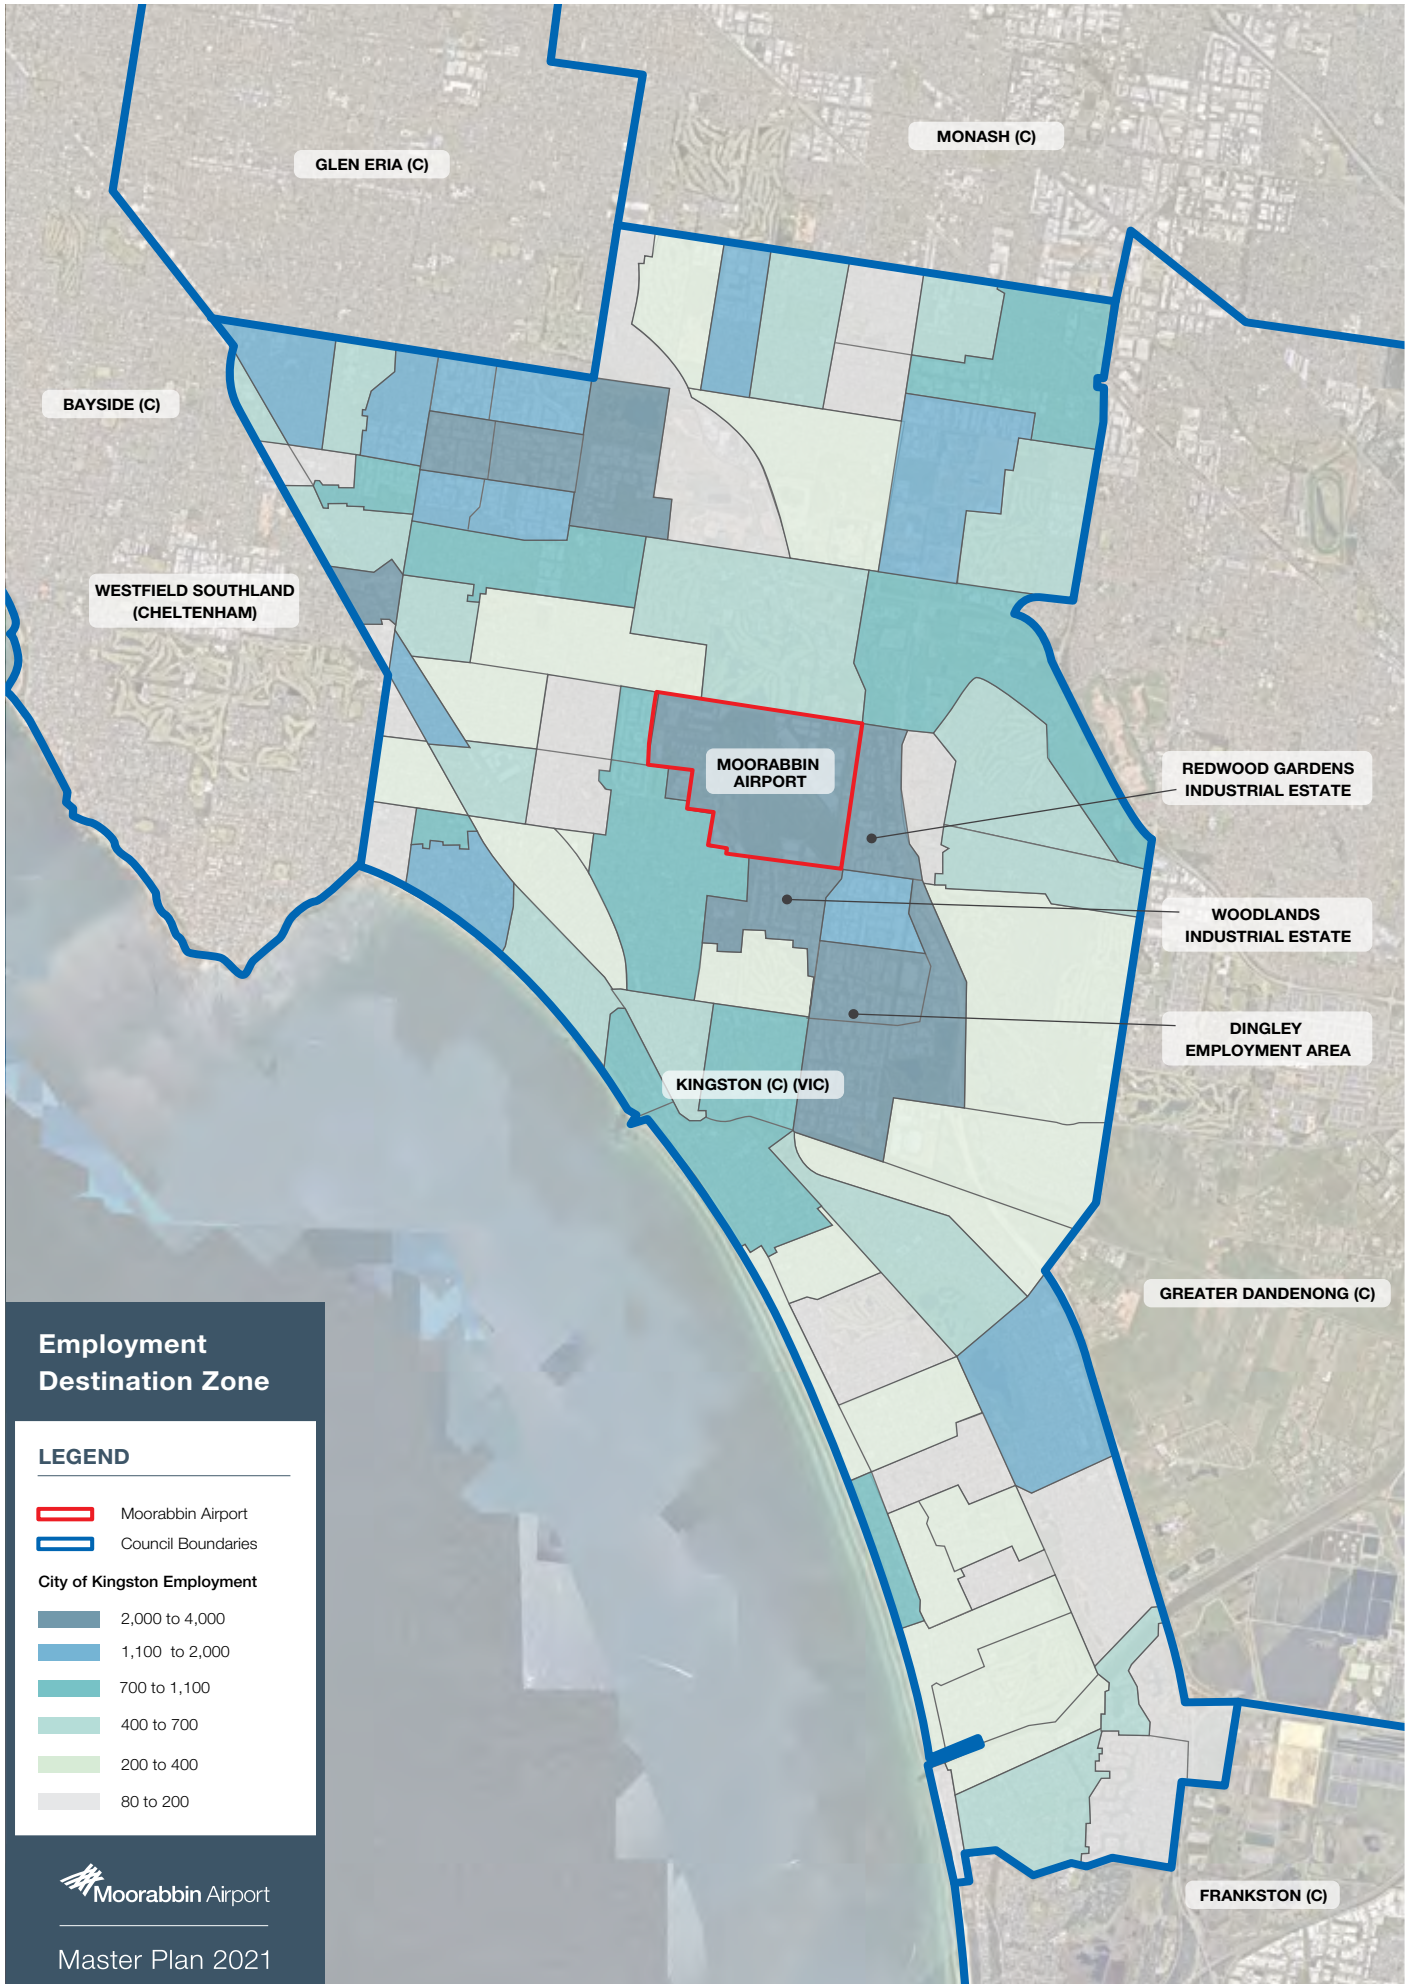 MONASH (C)
GLEN ERIA (C)
BAYSIDE (C)
WESTFIELD SOUTHLAND
(CHELTENHAM)
MOORABBIN
AIRPORT
REDWOOD GARDENS
INDUSTRIAL ESTATE
WOODLANDS
INDUSTRIAL ESTATE
DINGLEY
EMPLOYMENT AREA
KINGSTON (C) (VIC)
GREATER DANDENONG (C)
FRANKSTON (C)
Employment
Destination Zone
LEGEND
Moorabbin Airport
Council Boundaries
City of Kingston Employment
2,000 to 4,000
1,100 to 2,000
700 to 1,100
400 to 700
200 to 400
80 to 200
Moorabbin Airport
Master Plan 2021